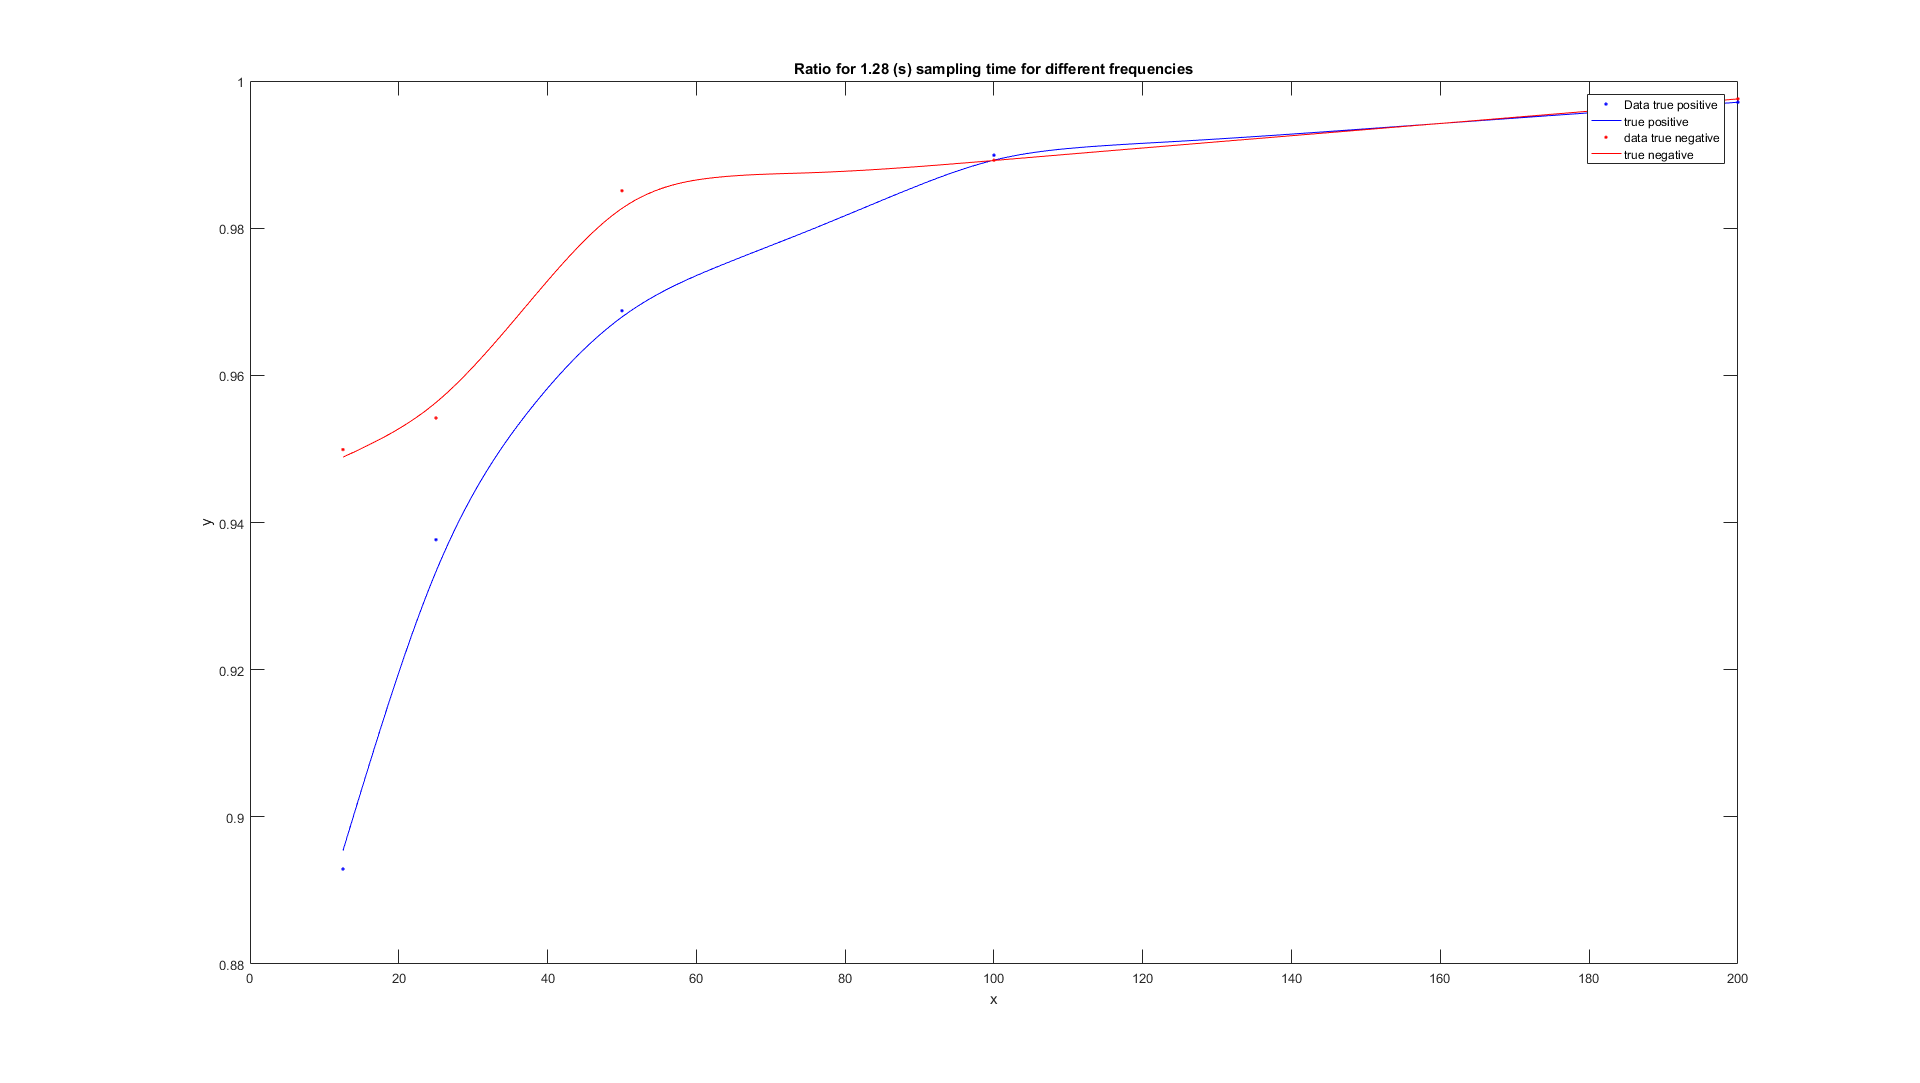 Ratio for 1.28 (s) sampling time for different frequencies
1
0.98
0.96
0.94
0.92
0.9
0.88
y
0 20 40 60 80 100 120 140 160 180 200
x
Data true positive
true positive
data true negative
true negative